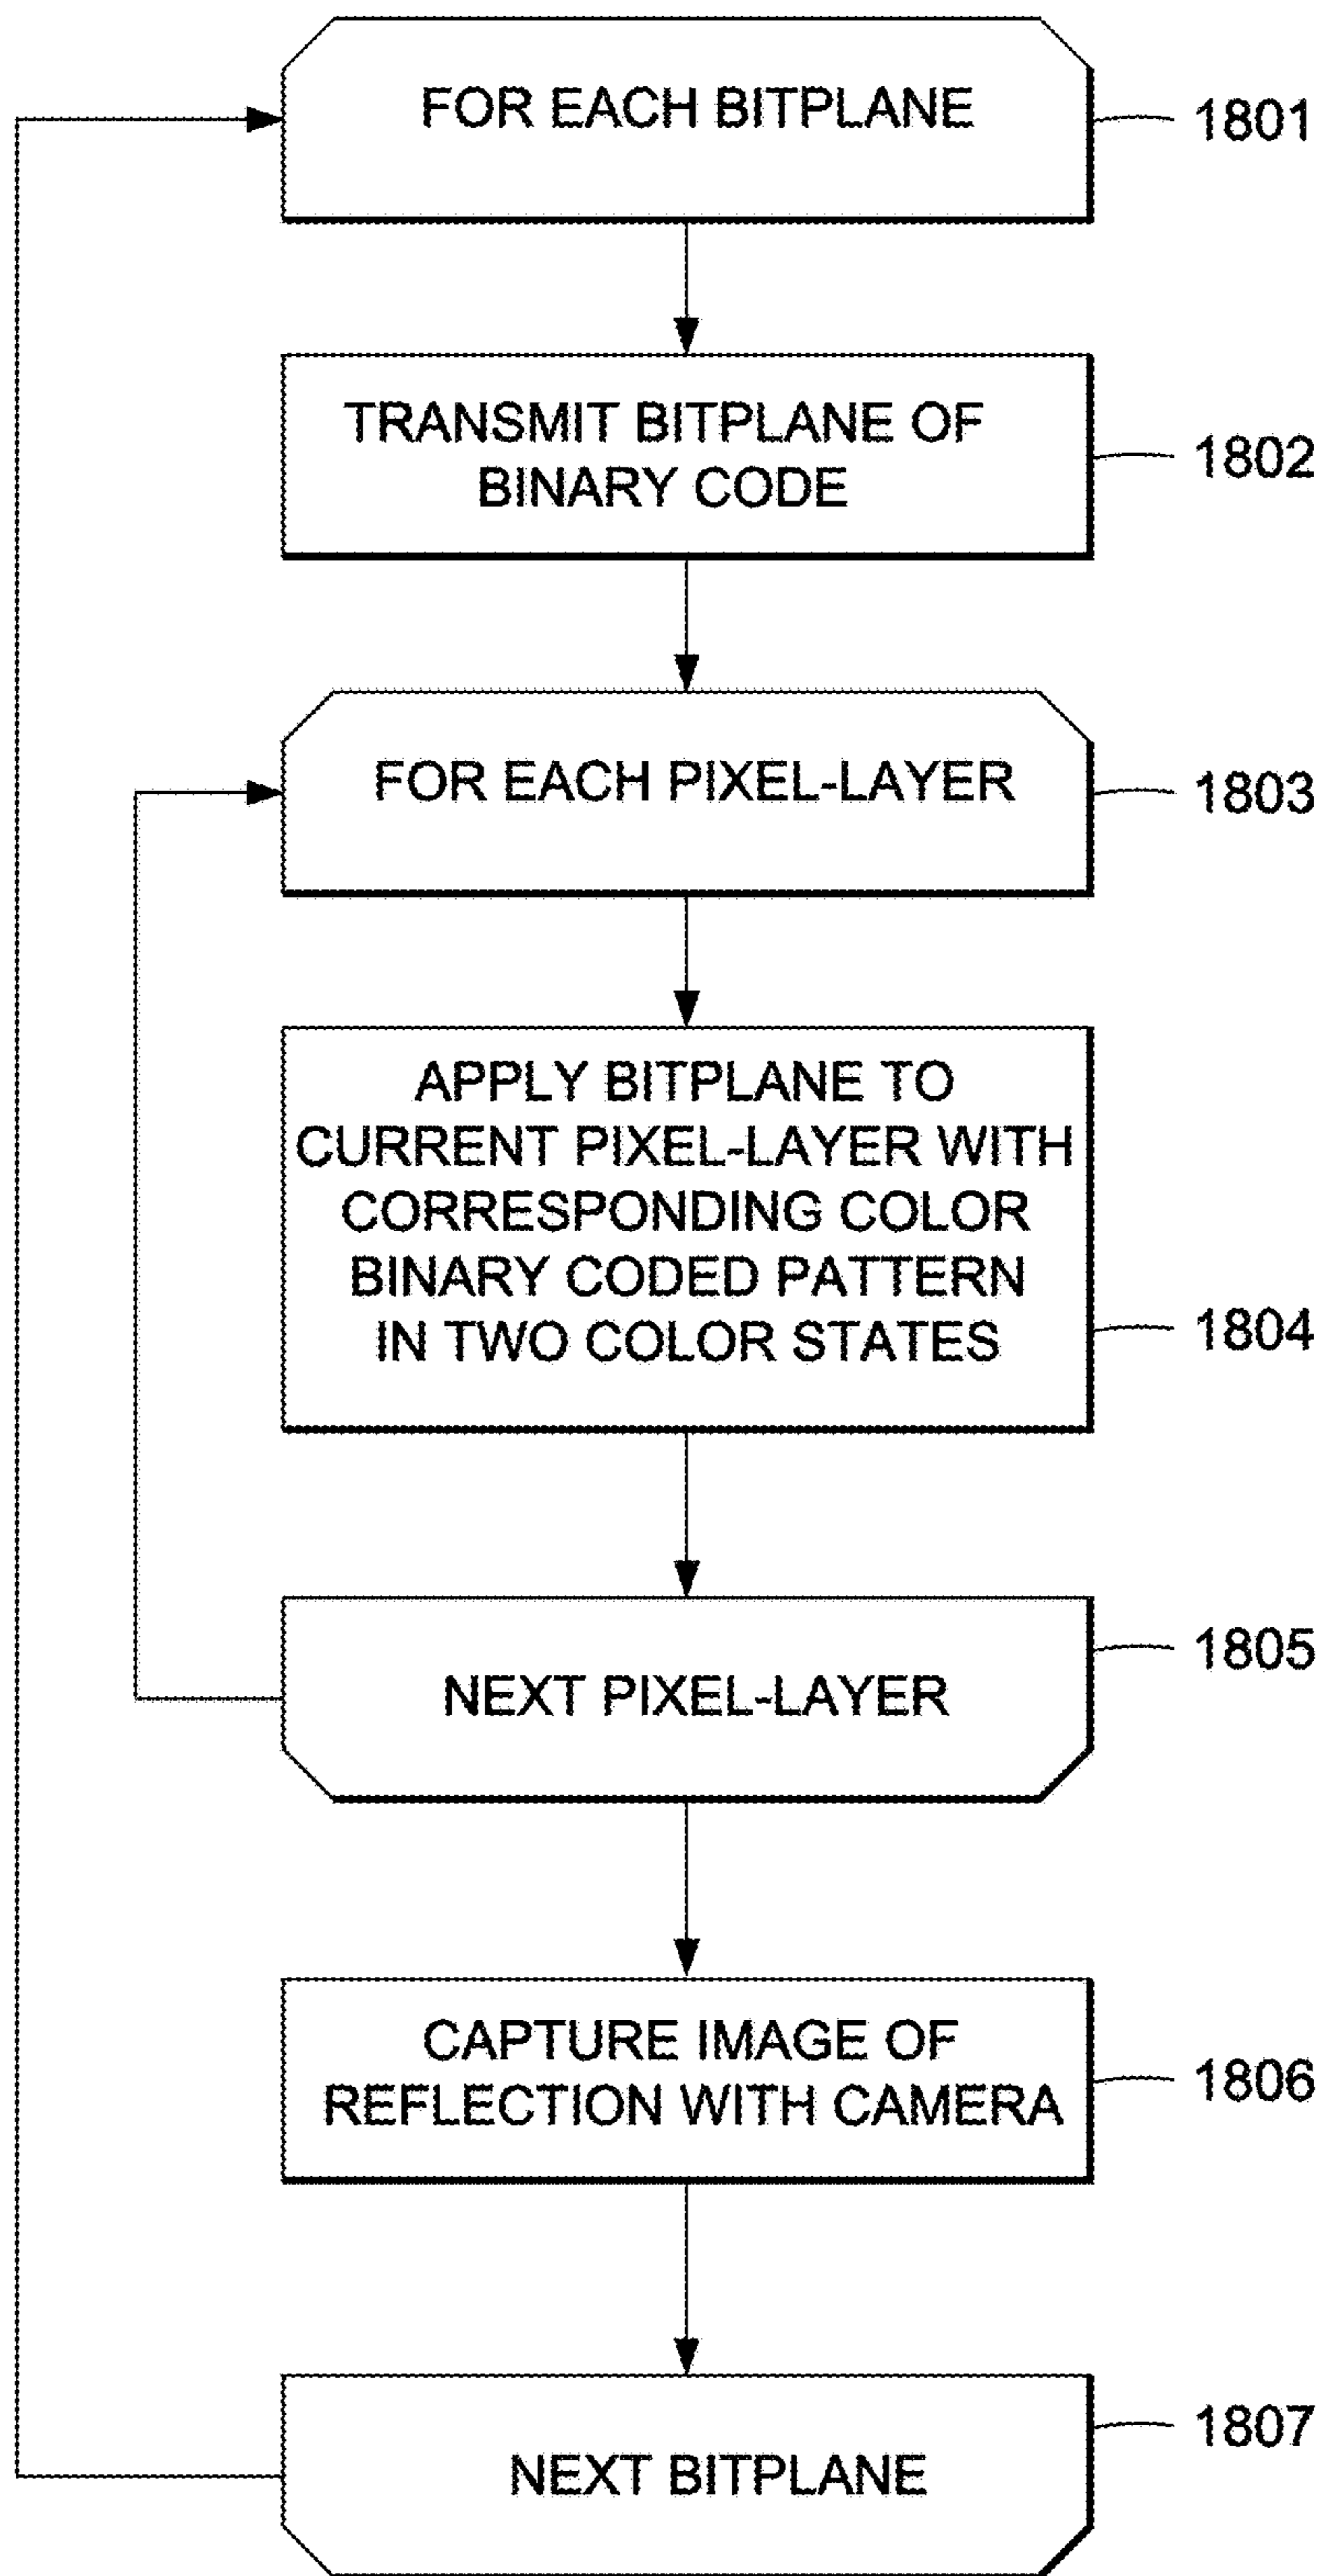 FOR EACH BITPLANE
1801
TRANSMIT BITPLANE OF
BINARY CODE
1802
FOR EACH PIXEL-LAYER
1803
APPLY BITPLANE TO
CURRENT PIXEL-LAYER WITH
CORRESPONDING COLOR
BINARY CODED PATTERN
IN TWO COLOR STATES
1804
NEXT PIXEL-LAYER
1805
CAPTURE IMAGE OF
REFLECTION WITH CAMERA
1806
NEXT BITPLANE
1807